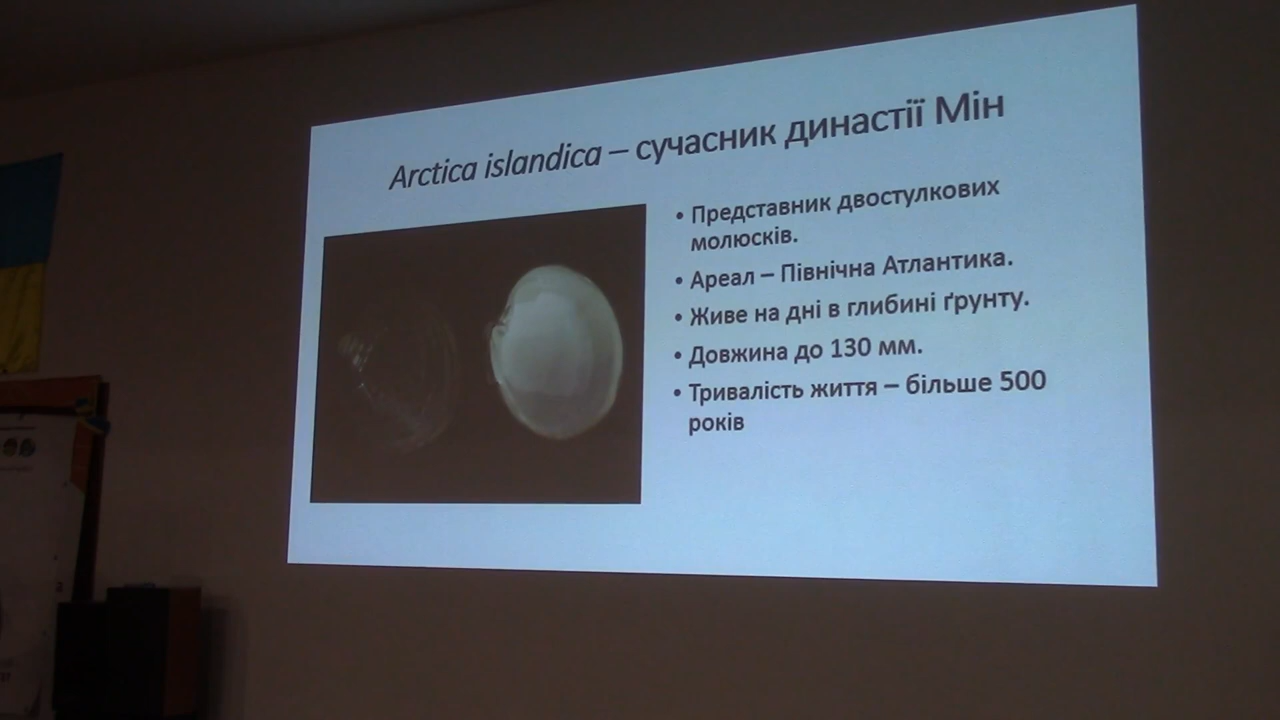 Arctica islandica – сучасник династії Мін
• Представник двостулкових
молюсків.
• Ареал – Північна Атлантика.
• Живе на дні в глибині ґрунту.
• Довжина до 130 мм.
• Тривалість життя – більше 500
років